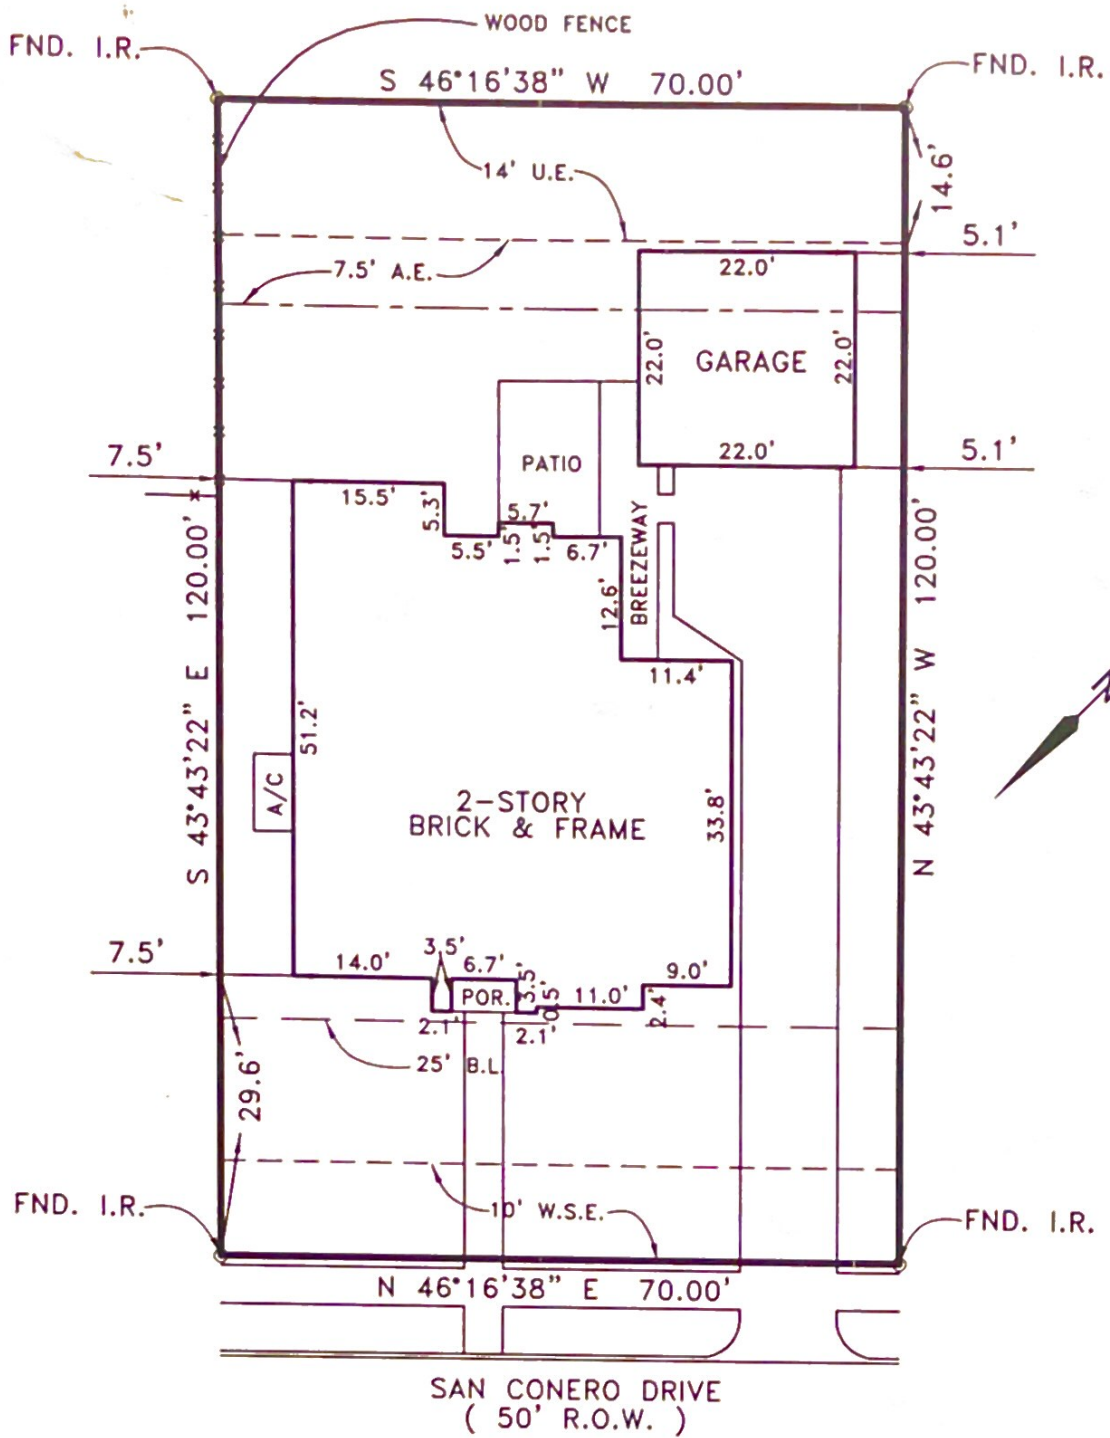 WOOD FENCE
FND. I.R.
FND. I.R.
S 46°16'38" W 70.00'
14' U.E.
14.6'
5.1'
22.0'
7.5' A.E.
22.0'
GARAGE
22.0'
22.0'
5.1'
7.5'
PATIO
15.5'
5.3'
5.7'
5.5'
1.5'
1.5'
6.7'
BREEZEWAY
12.6'
11.4'
S 43°43'22" E 120.00'
N 43°43'22" W 120.00'
51.2'
A/C
2-STORY
BRICK & FRAME
33.8'
7.5'
3.5'
14.0'
6.7'
3.5'
POR.
0.5'
11.0'
9.0'
2.4'
2.1'
2.1'
25' B.L.
29.6'
10' W.S.E.
FND. I.R.
FND. I.R.
N 46°16'38" E 70.00'
SAN CONERO DRIVE
( 50' R.O.W. )